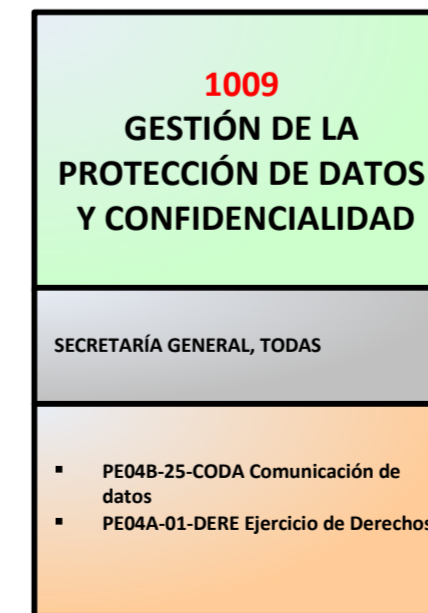 1009
GESTIÓN DE LA
PROTECCIÓN DE DATOS
Y CONFIDENCIALIDAD
SECRETARÍA GENERAL, TODAS
▪ PE04B-25-CODA Comunicación de
datos
▪ PE04A-01-DERE Ejercicio de Derechos